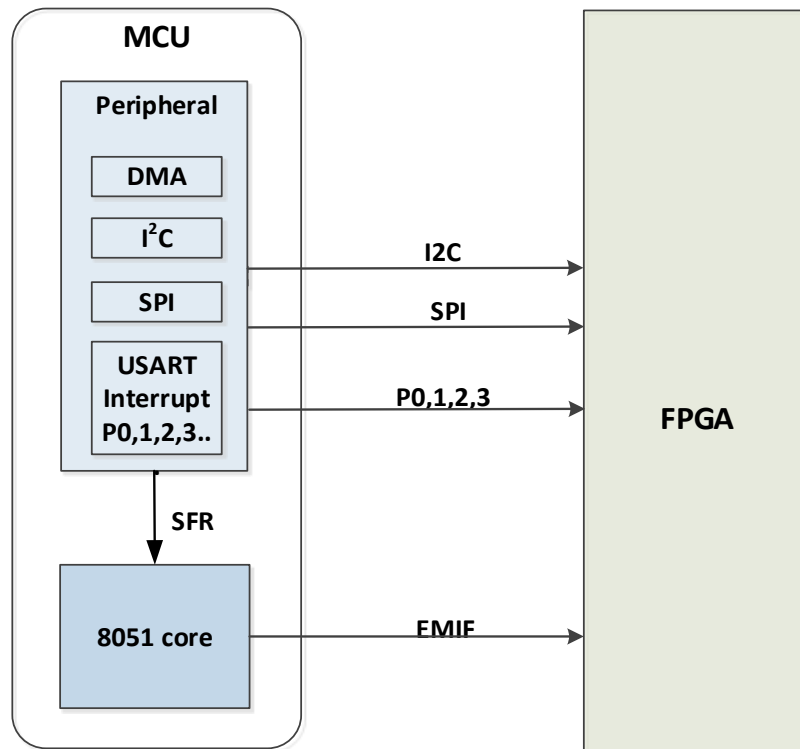 MCU
Peripheral
DMA
I²C
SPI
USART
Interrupt
P0,1,2,3..
SFR
8051 core
I2C
SPI
P0,1,2,3
EMIF
FPGA